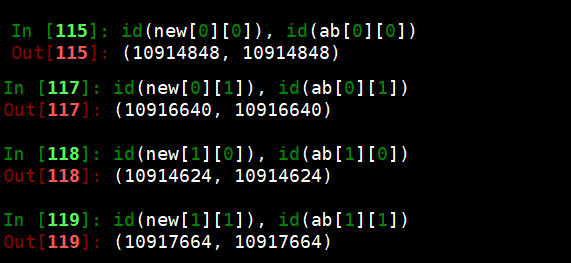 In [115]: id(new[0][0]), id(ab[0][0])
Out[115]: (10914848, 10914848)
In [117]: id(new[0][1]), id(ab[0][1])
Out[117]: (10916640, 10916640)
In [118]: id(new[1][0]), id(ab[1][0])
Out[118]: (10914624, 10914624)
In [119]: id(new[1][1]), id(ab[1][1])
Out[119]: (10917664, 10917664)